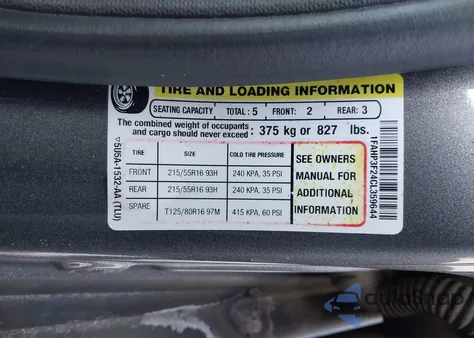 TIRE AND LOADING INFORMATION
SEATING CAPACITY TOTAL: 5 FRONT: 2 REAR: 3
The combined weight of occupants
and cargo should never exceed : 375 kg or 827 lbs.
TIRE SIZE COLD TIRE PRESSURE
FRONT 215/55R16 93H 240 KPA, 35 PSI
REAR 215/55R16 93H 240 KPA, 35 PSI
SPARE T125/80R16 97M 415 KPA, 60 PSI
SEE OWNERS
MANUAL FOR
ADDITIONAL
INFORMATION
5U5A-1532-AA (TLU)
1FAHP3F24CL359644
autoSnap